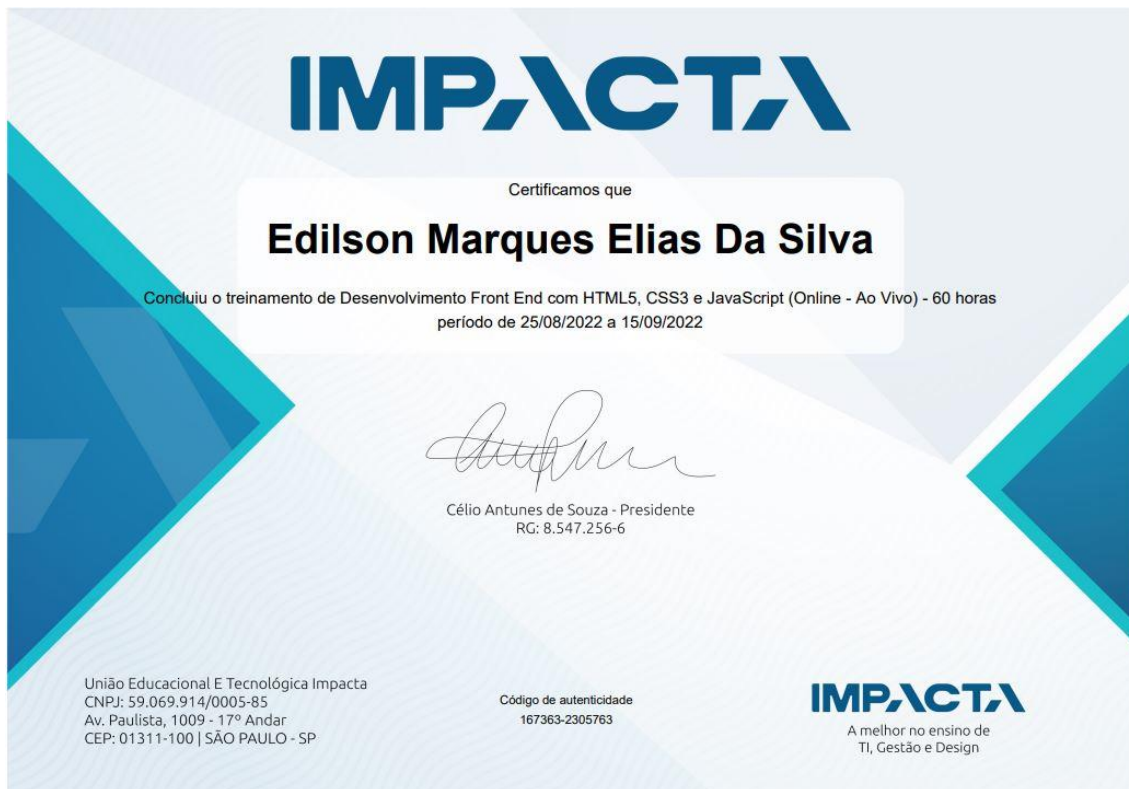 IMPACTA
Certificamos que
Edilson Marques Elias Da Silva
Concluiu o treinamento de Desenvolvimento Front End com HTML5, CSS3 e JavaScript (Online - Ao Vivo) - 60 horas
período de 25/08/2022 a 15/09/2022
Célio Antunes de Souza - Presidente
RG: 8.547.256-6
União Educacional E Tecnológica Impacta
CNPJ: 59.069.914/0005-85
Av. Paulista, 1009 - 17º Andar
CEP: 01311-100 | SÃO PAULO - SP
Código de autenticidade
167363-2305763
IMPACTA
A melhor no ensino de
TI, Gestão e Design